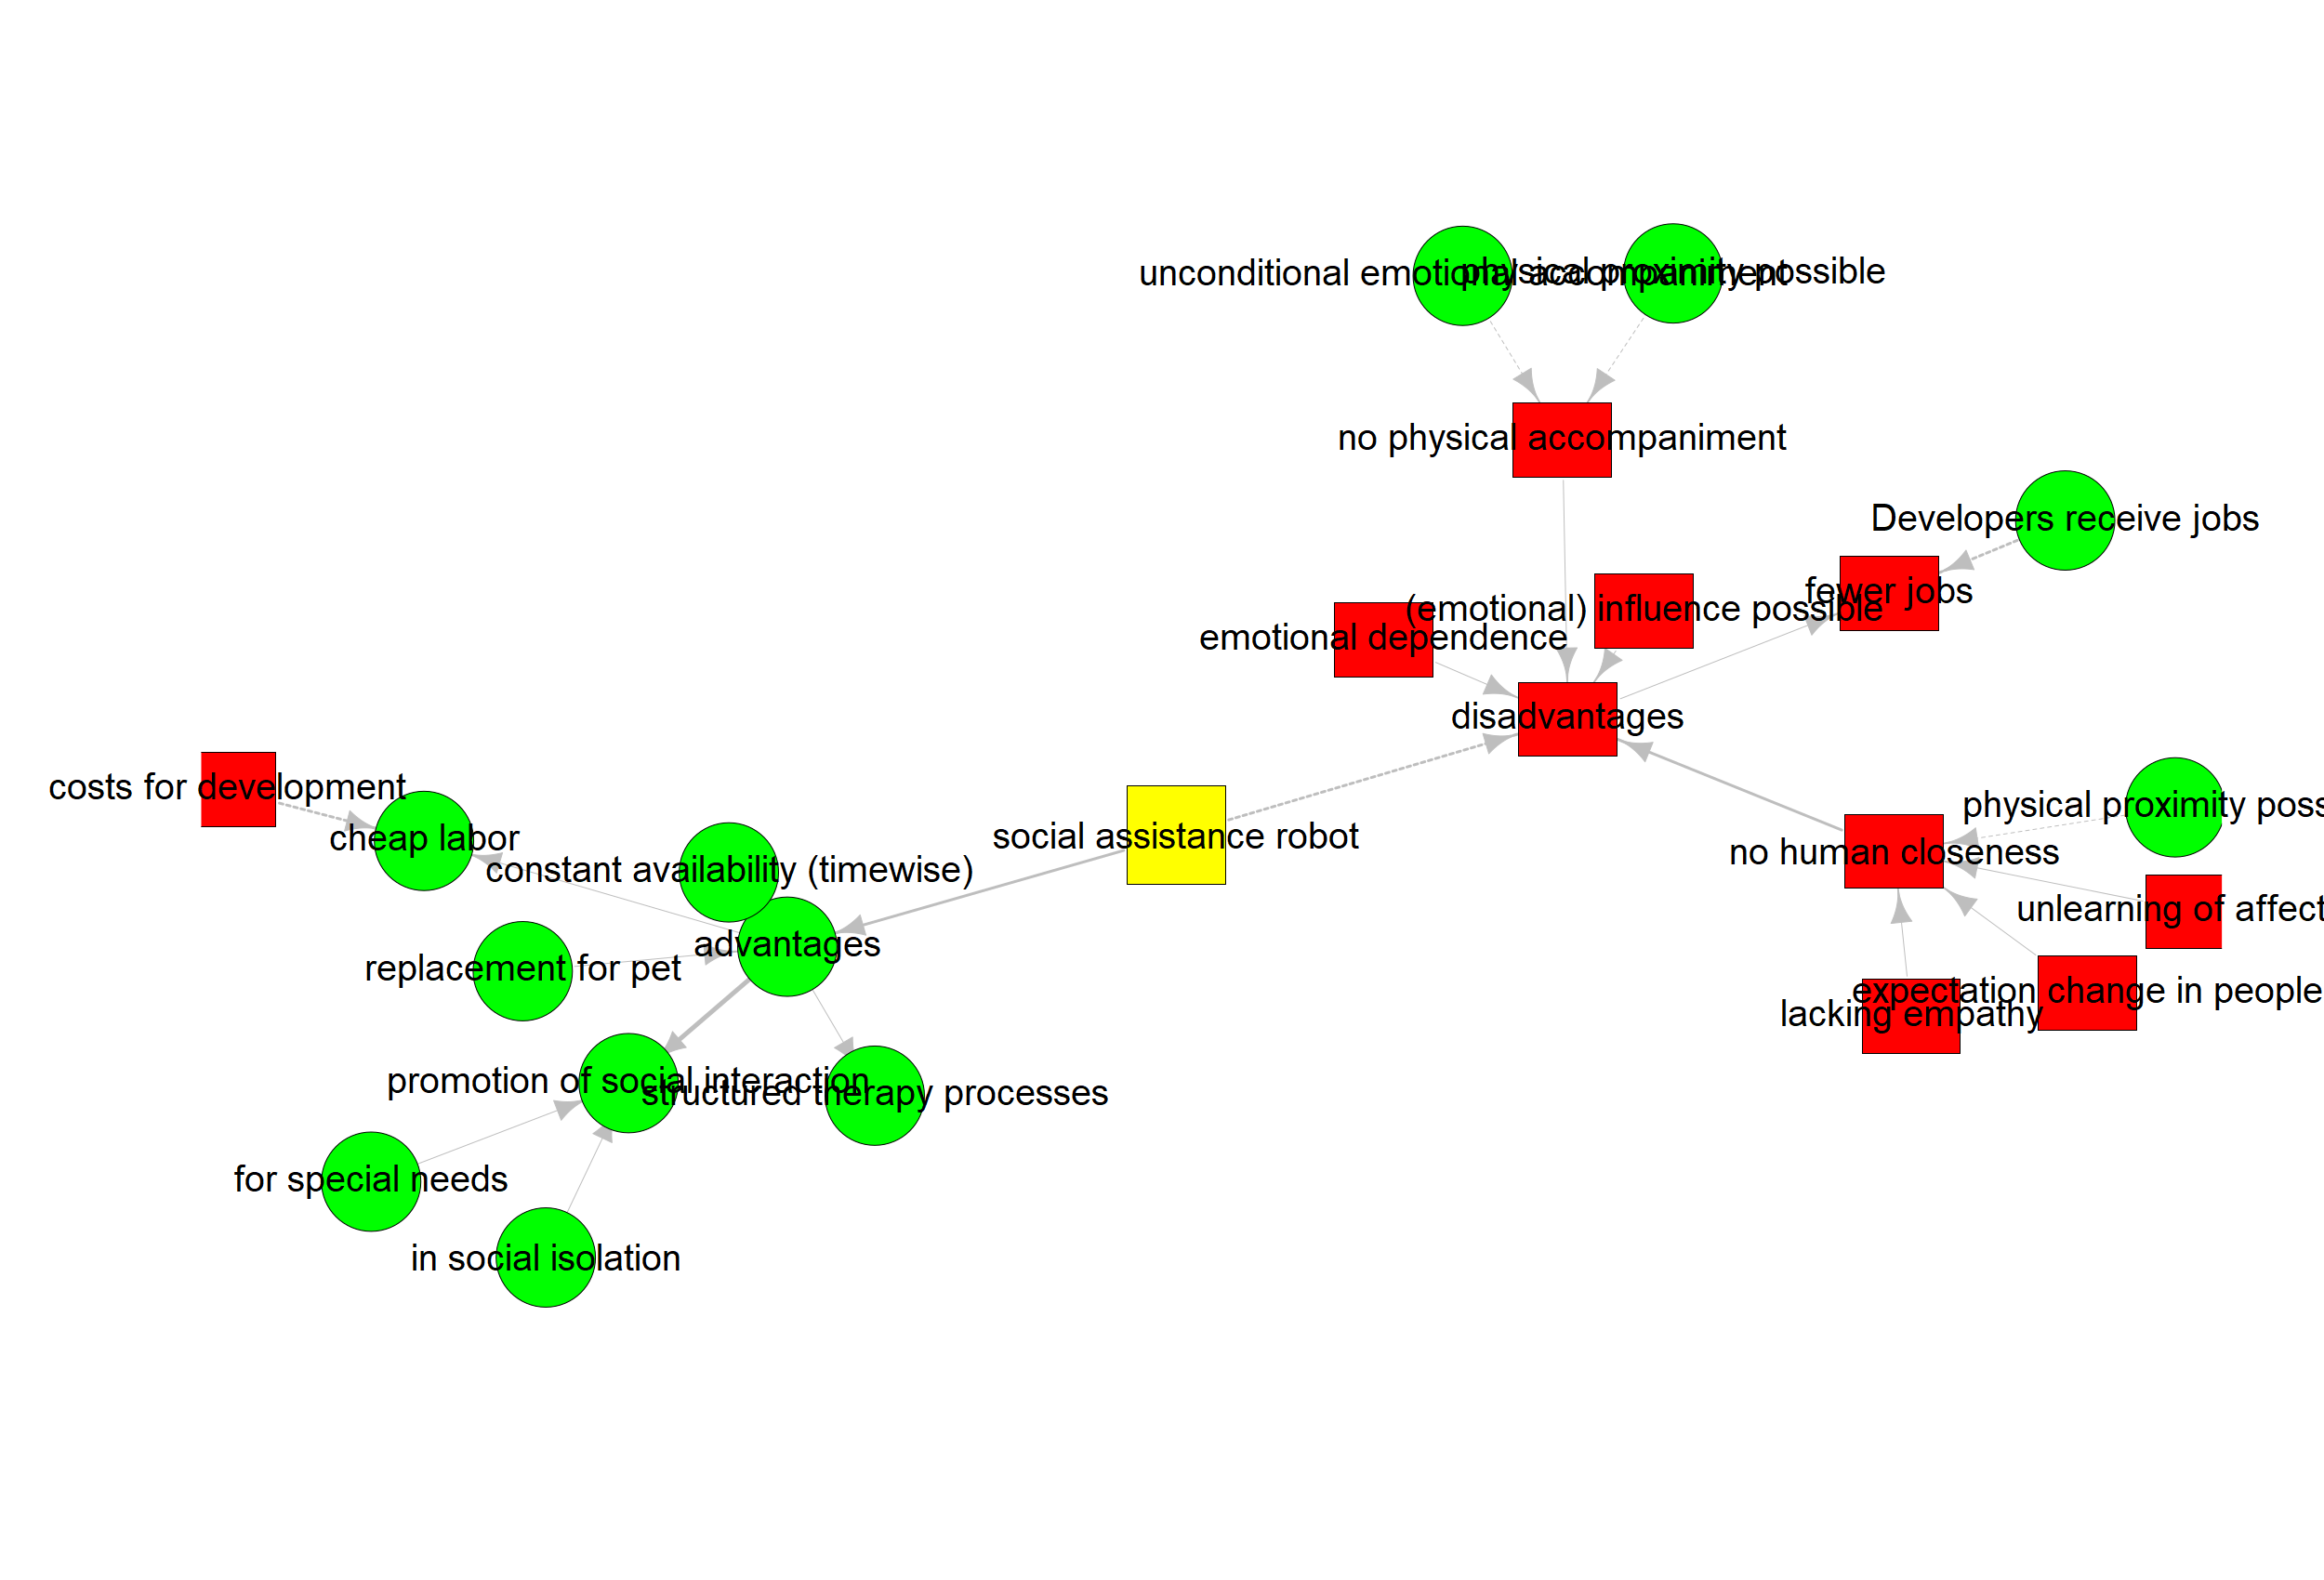 unconditional emotional accompaniment
physical proximity possible
no physical accompaniment
Developers receive jobs
fewer jobs
(emotional) influence possible
emotional dependence
disadvantages
costs for development
cheap labor
social assistance robot
physical proximity poss
no human closeness
constant availability (timewise)
unlearning of affect
advantages
replacement for pet
expectation change in people
lacking empathy
promotion of social interaction
structured therapy processes
for special needs
in social isolation